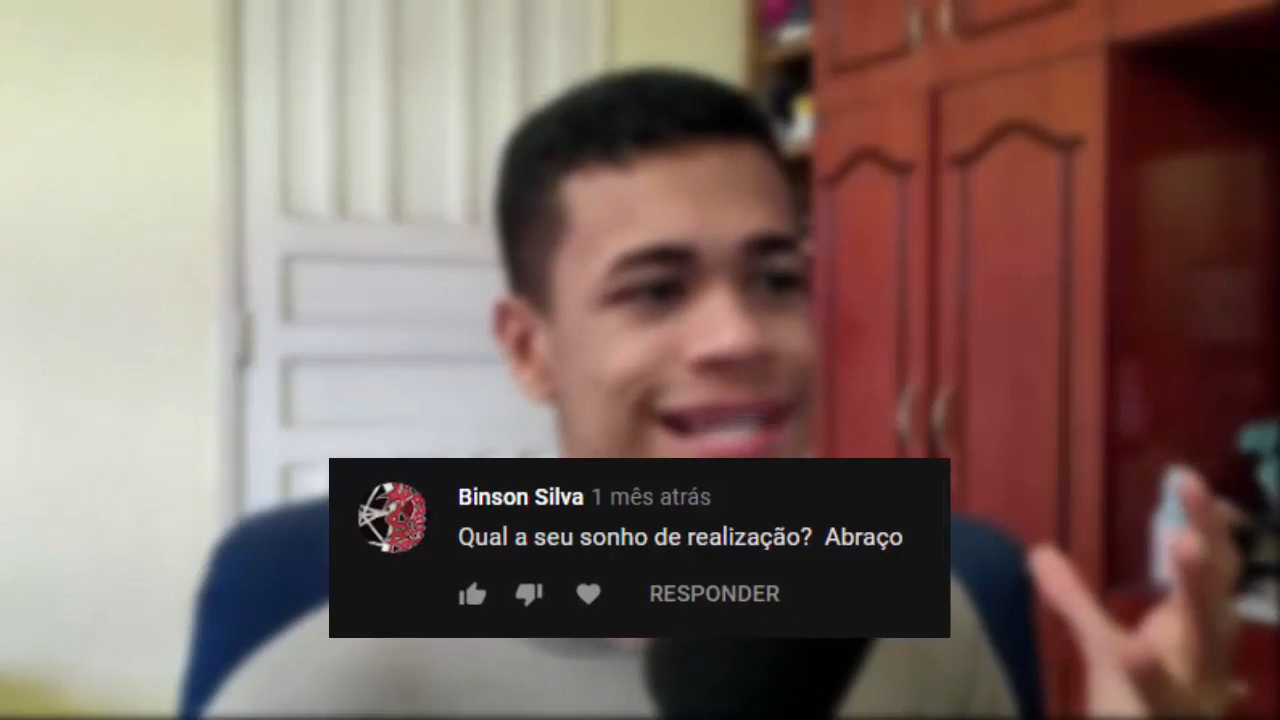 Binson Silva 1 mês atrás
Qual a seu sonho de realização? Abraço
RESPONDER